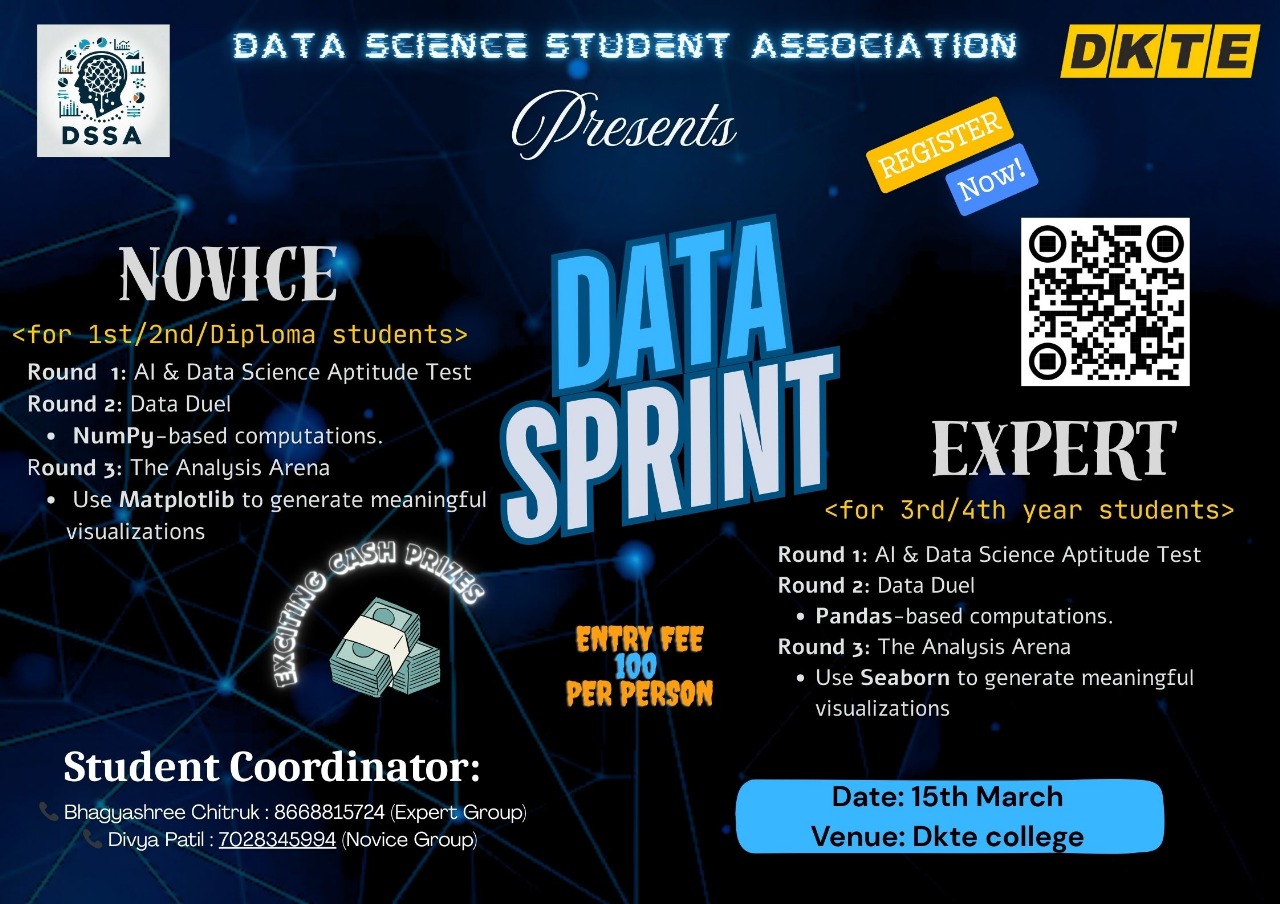 DATA SCIENCE STUDENT ASSOCIATION
DKTE
DSSA
Presents
REGISTER
Now!
DATA
SPRINT
NOVICE
<for 1st/2nd/Diploma students>
Round 1: AI & Data Science Aptitude Test
Round 2: Data Duel
• NumPy-based computations.
Round 3: The Analysis Arena
• Use Matplotlib to generate meaningful
visualizations
EXCITING CASH PRIZES
ENTRY FEE
100
PER PERSON
EXPERT
<for 3rd/4th year students>
Round 1: AI & Data Science Aptitude Test
Round 2: Data Duel
• Pandas-based computations.
Round 3: The Analysis Arena
• Use Seaborn to generate meaningful
visualizations
Student Coordinator:
Bhagyashree Chitruk : 8668815724 (Expert Group)
Divya Patil : 7028345994 (Novice Group)
Date: 15th March
Venue: Dkte college